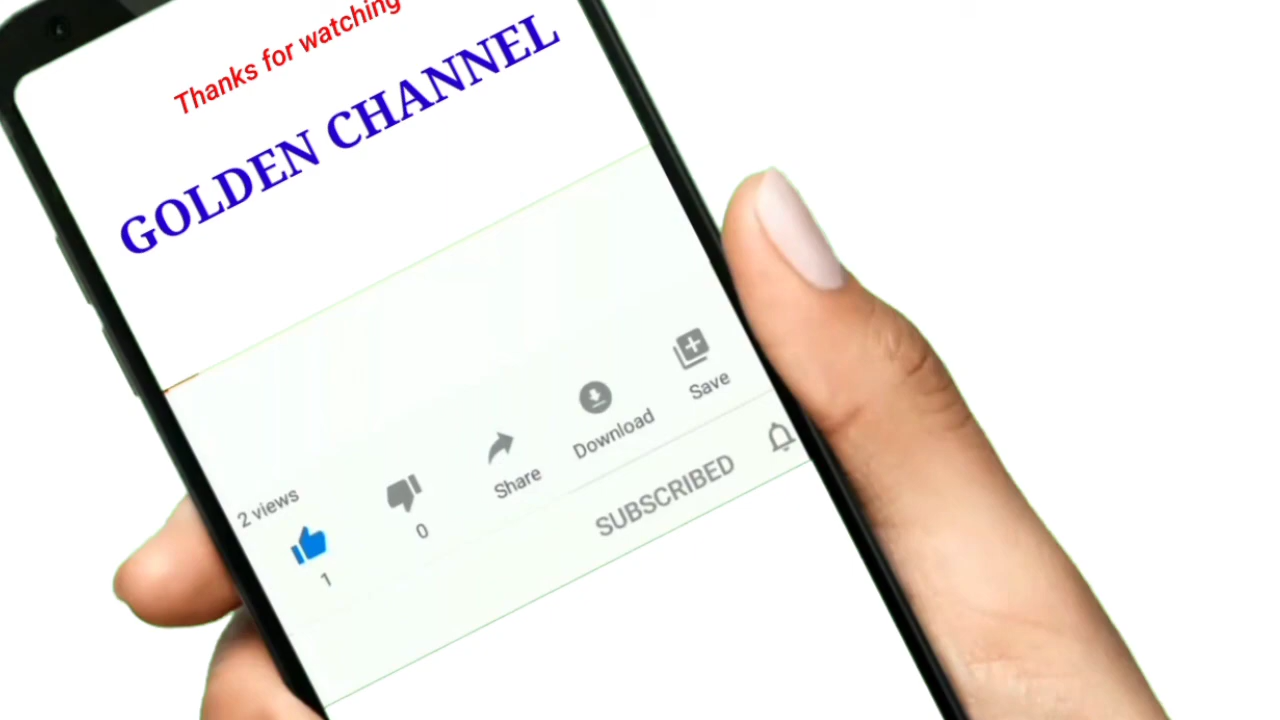 Thanks for watching
GOLDEN CHANNEL
2 views
1
0
Share
Download
Save
SUBSCRIBED